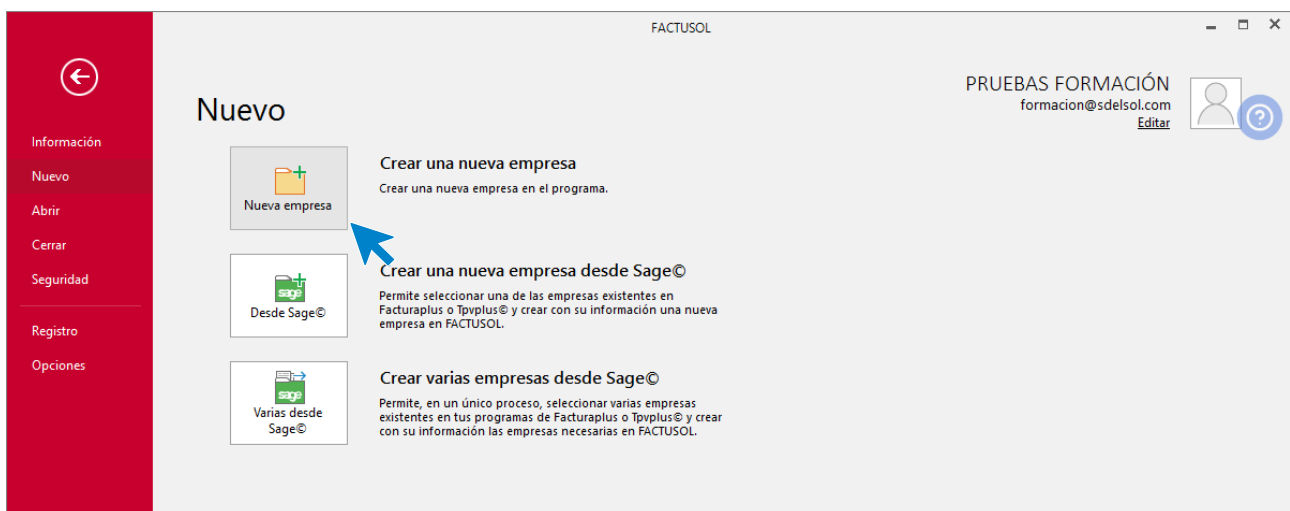 FACTUSOL
PRUEBAS FORMACIÓN
formacion@sdelsol.com
Editar
Información
Nuevo
Abrir
Cerrar
Seguridad
Registro
Opciones
Nuevo
Nueva empresa
Crear una nueva empresa
Crear una nueva empresa en el programa.
sage
Desde Sage©
Crear una nueva empresa desde Sage©
Permite seleccionar una de las empresas existentes en
Facturaplus o Tpvplus© y crear con su información una nueva
empresa en FACTUSOL.
sage
Varias desde
Sage©
Crear varias empresas desde Sage©
Permite, en un único proceso, seleccionar varias empresas
existentes en tus programas de Facturaplus o Tpvplus© y crear
con su información las empresas necesarias en FACTUSOL.